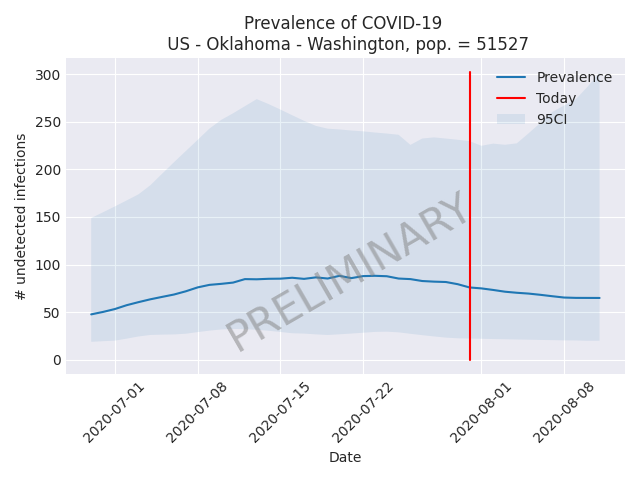 Prevalence of COVID-19
US - Oklahoma - Washington, pop. = 51527
300
250
200
150
100
50
0
# undetected infections
Prevalence
Today
95CI
PRELIMINARY
2020-07-01
2020-07-08
2020-07-15
2020-07-22
2020-08-01
2020-08-08
Date